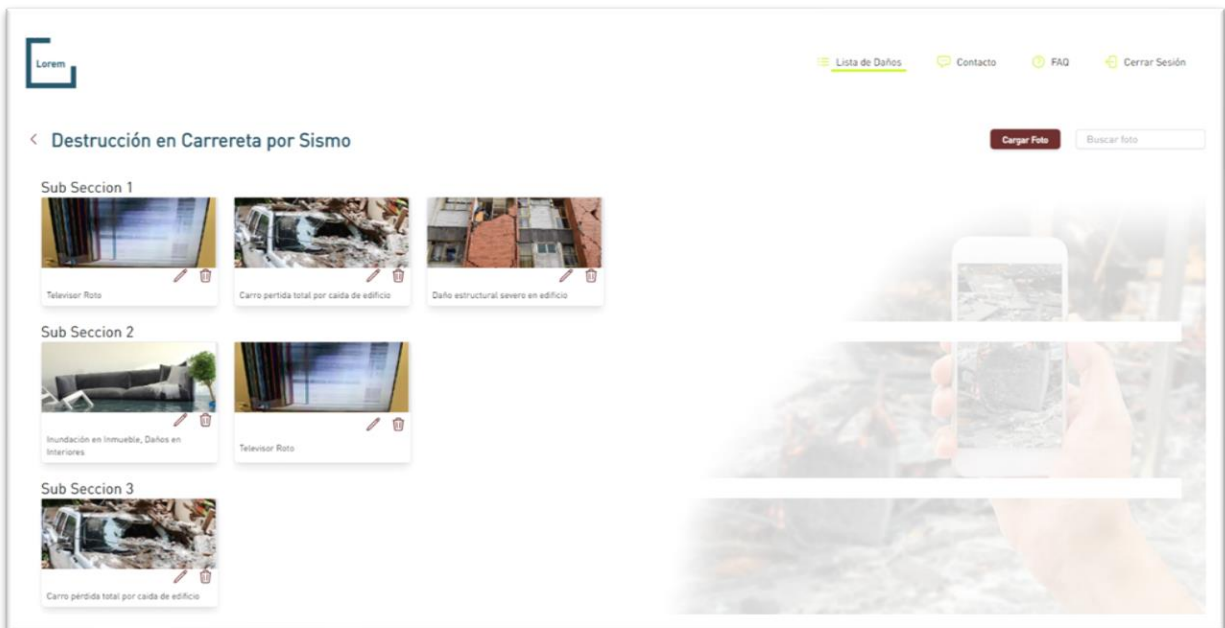 Lorem
Lista de Daños
Contacto
FAQ
Cerrar Sesión
< Destrucción en Carrereta por Sismo
Cargar Foto
Buscar foto
Sub Seccion 1
Televisor Roto
Carro pertida total por caida de edificio
Daño estructural severo en edificio
Sub Seccion 2
Inundación en Inmueble, Daños en
Interiores
Televisor Roto
Sub Seccion 3
Carro pérdida total por caida de edificio